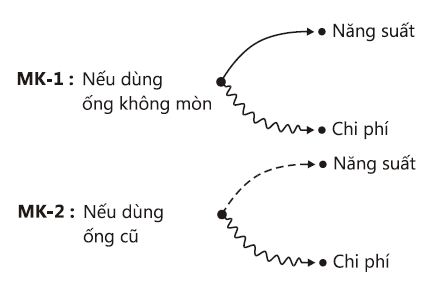 Năng suất
MK-1 : Nếu dùng
ống không mòn
Chi phí
Năng suất
MK-2 : Nếu dùng
ống cũ
Chi phí